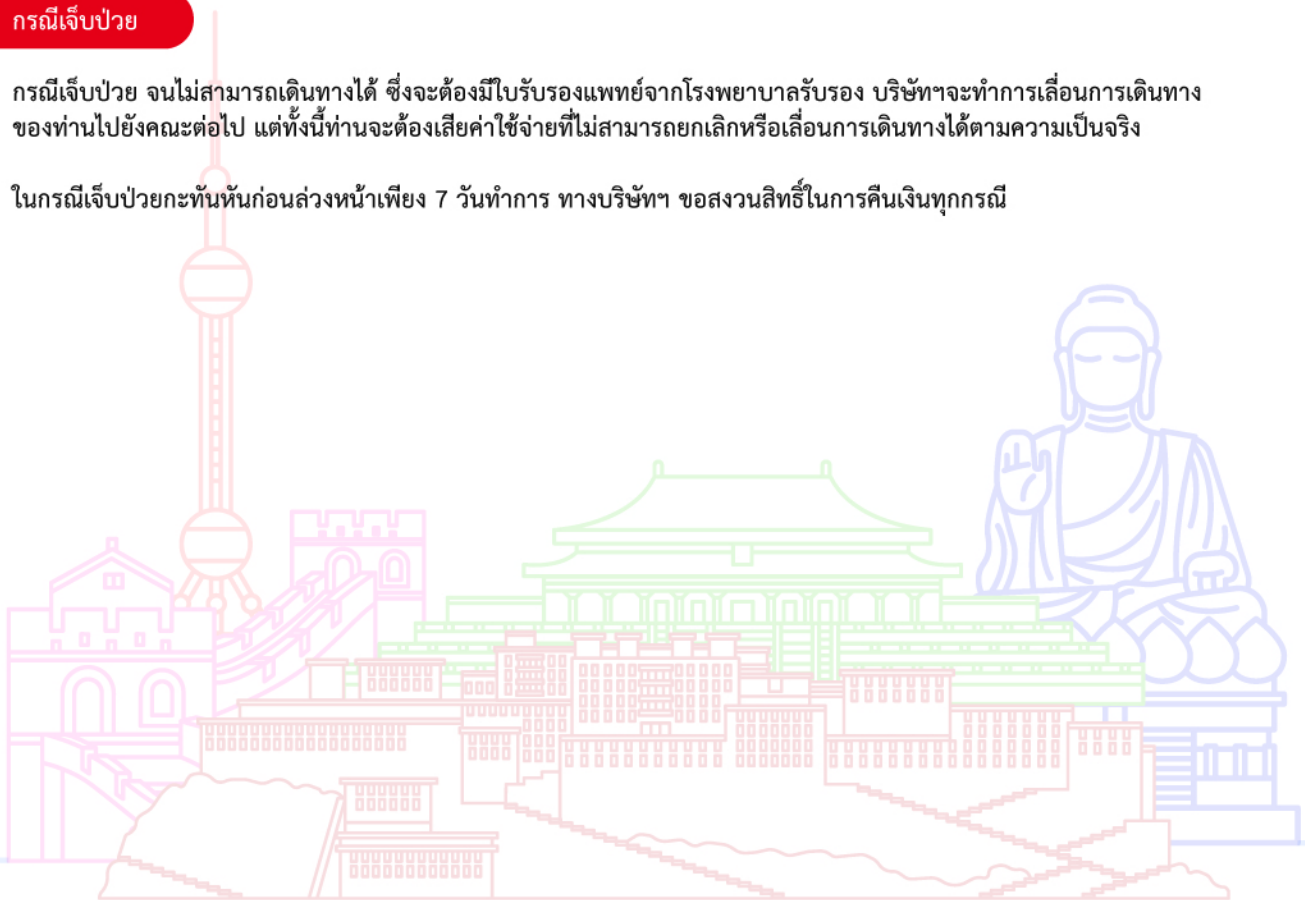 กรณีเจ็บป่วย
กรณีเจ็บป่วย จนไม่สามารถเดินทางได้ ซึ่งจะต้องมีใบรับรองแพทย์จากโรงพยาบาลรับรอง บริษัทฯจะทำการเลื่อนการเดินทาง
ของท่านไปยังคณะต่อไป แต่ทั้งนี้ท่านจะต้องเสียค่าใช้จ่ายที่ไม่สามารถยกเลิกหรือเลื่อนการเดินทางได้ตามความเป็นจริง
ในกรณีเจ็บป่วยกะทันหันก่อนล่วงหน้าเพียง 7 วันทำการ ทางบริษัทฯ ขอสงวนสิทธิ์ในการคืนเงินทุกกรณี